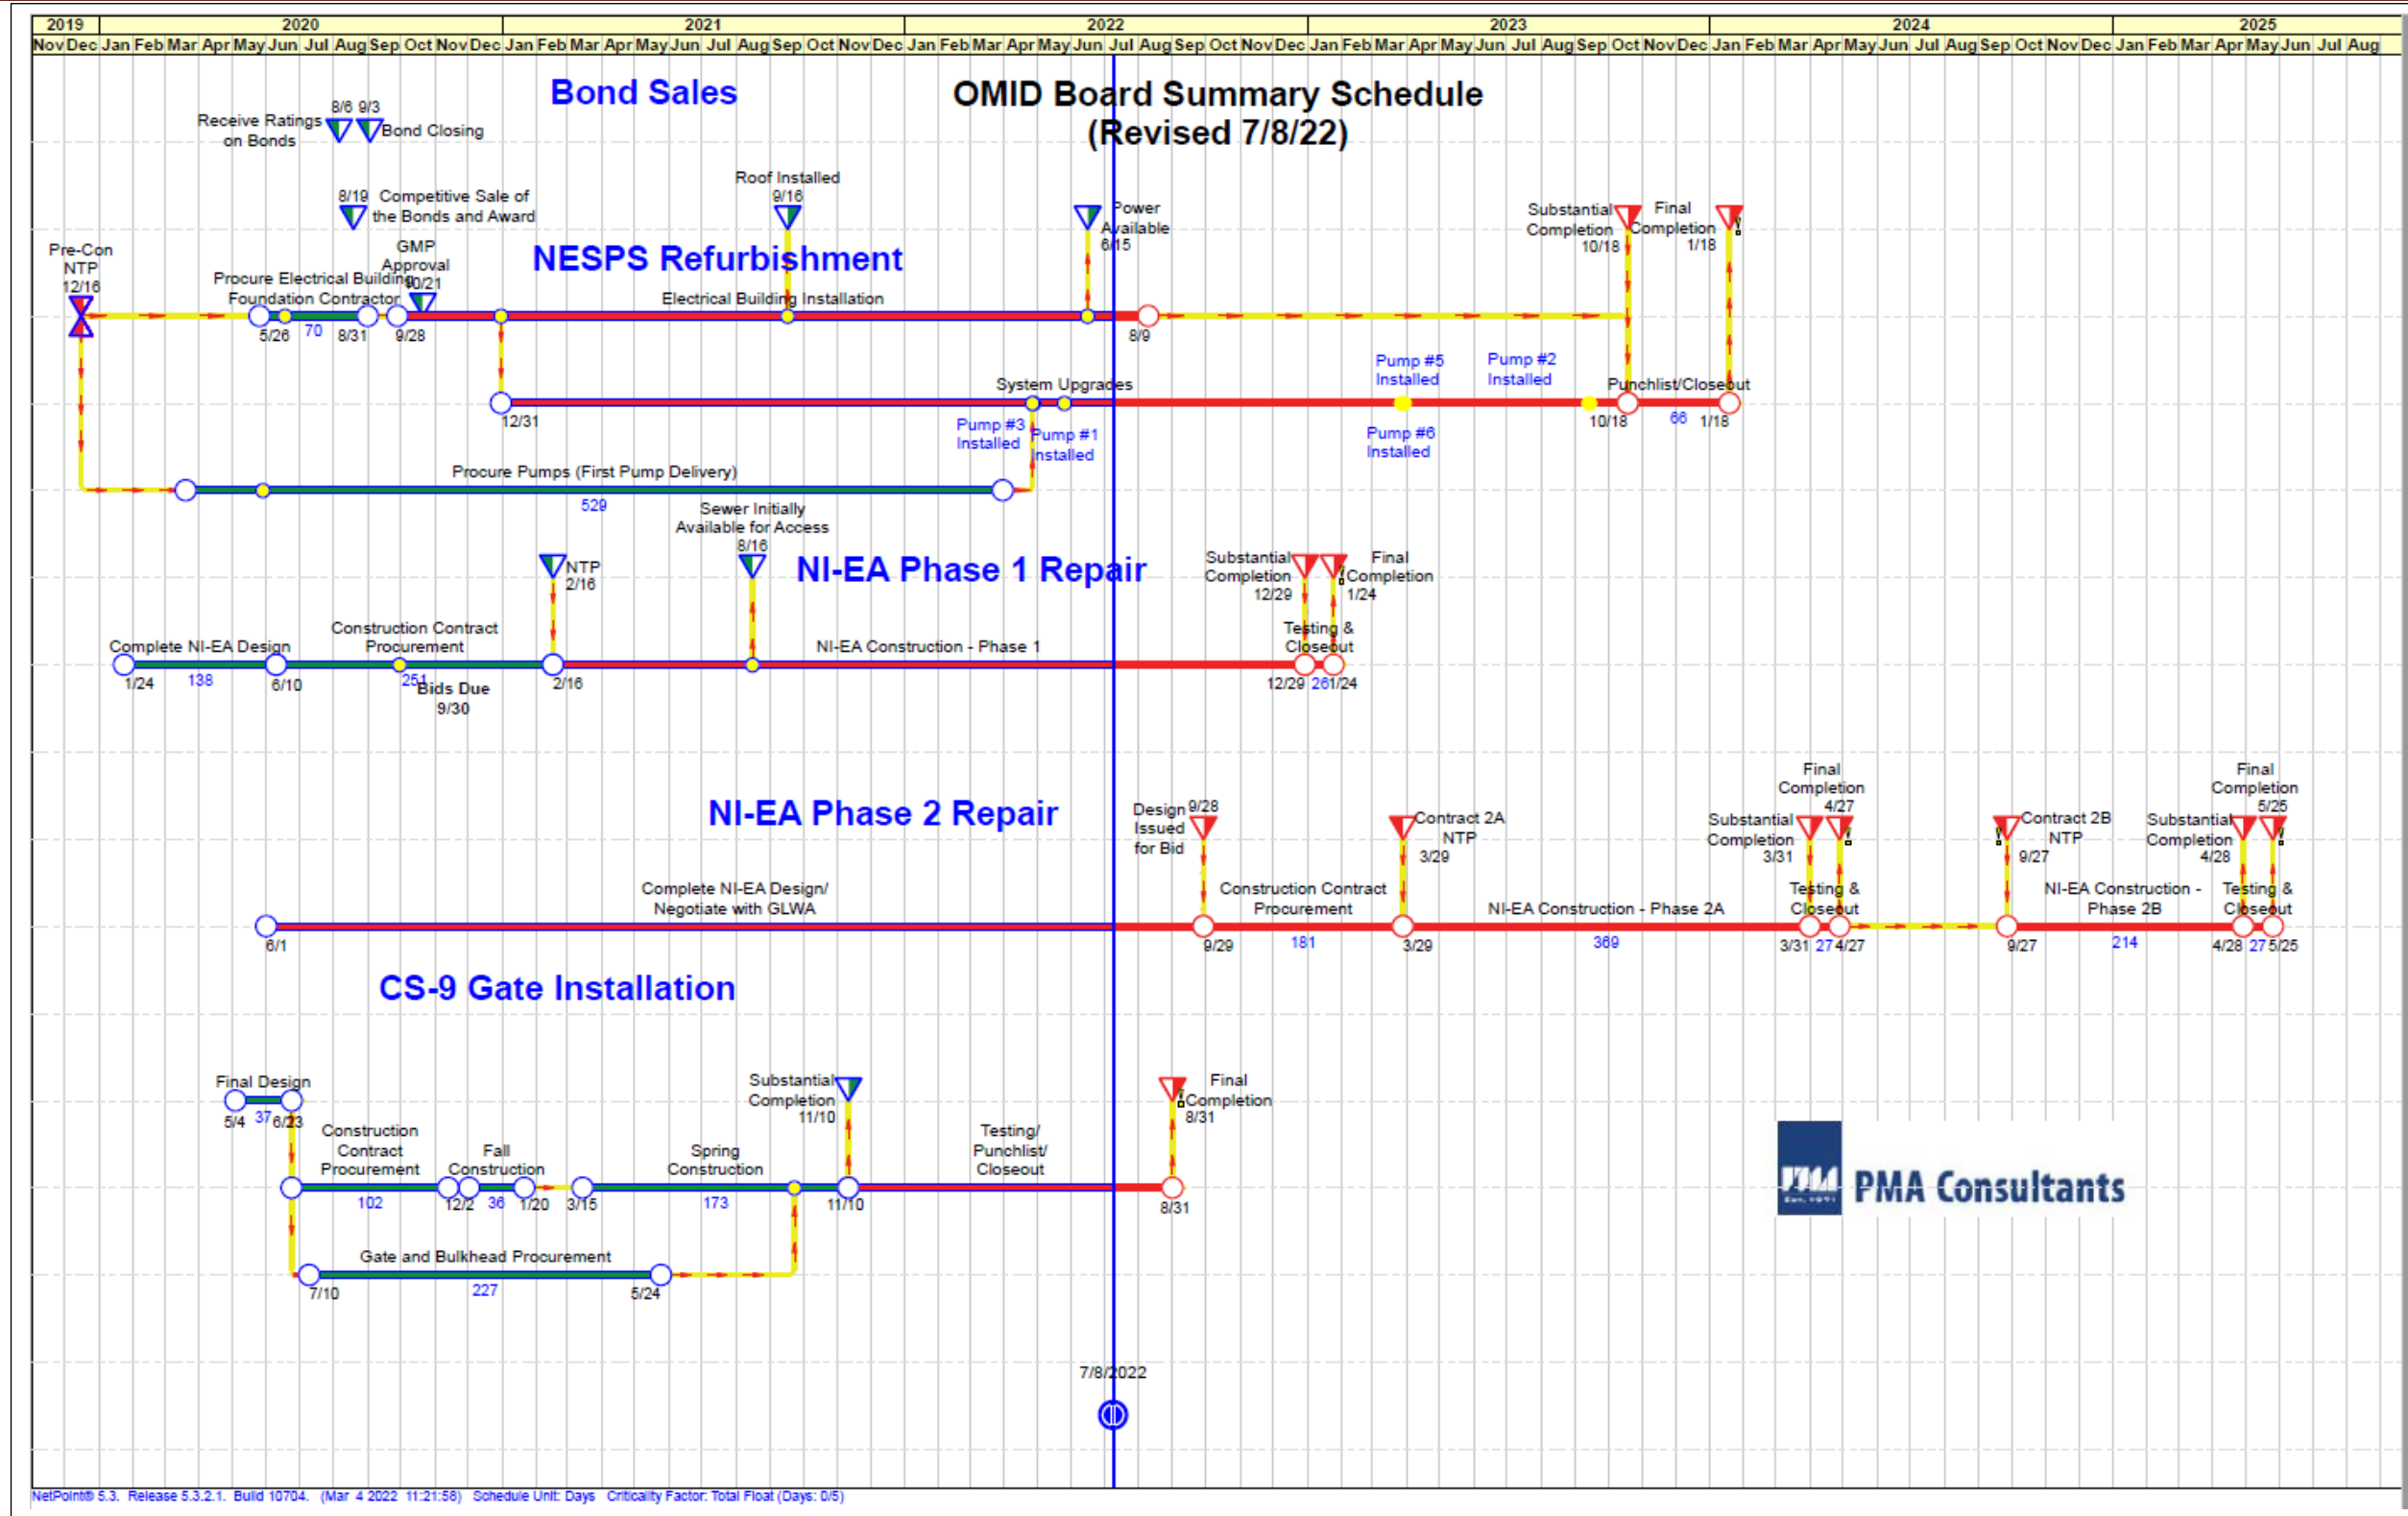 2019 2020 2021 2022 2023 2024 2025
Nov Dec Jan Feb Mar Apr May Jun Jul Aug Sep Oct Nov Dec Jan Feb Mar Apr May Jun Jul Aug Sep Oct Nov Dec Jan Feb Mar Apr May Jun Jul Aug Sep Oct Nov Dec Jan Feb Mar Apr May Jun Jul Aug Sep Oct Nov Dec Jan Feb Mar Apr May Jun Jul Aug Sep Oct Nov Dec Jan Feb Mar Apr May Jun Jul Aug
OMID Board Summary Schedule
(Revised 7/8/22)
Bond Sales
8/6 9/3
Receive Ratings
on Bonds
Bond Closing
8/19 Competitive Sale of
the Bonds and Award
NESPS Refurbishment
Pre-Con
NTP
12/16
Procure Electrical Building
Foundation Contractor
GMP
Approval
10/21
Roof Installed
9/16
Power
Available
6/15
Substantial
Completion
10/18
Final
Completion
1/18
Electrical Building Installation
5/26 70 8/31 9/28 8/9
System Upgrades
Pump #5
Installed
Pump #2
Installed
Punchlist/Closeout
12/31
Pump #3
Installed
Pump #1
Installed
Pump #6
Installed
10/18 66 1/18
Procure Pumps (First Pump Delivery)
529
NI-EA Phase 1 Repair
NTP
2/16
Sewer Initially
Available for Access
8/16
Substantial
Completion
12/29
Final
Completion
1/24
Complete NI-EA Design
Construction Contract
Procurement
NI-EA Construction - Phase 1
Testing &
Closeout
1/24 138 6/10 251 2/16 12/29 26 1/24
Bids Due
9/30
NI-EA Phase 2 Repair
Design
Issued
for Bid
9/28
Contract 2A
NTP
3/29
Substantial
Completion
3/31
Final
Completion
4/27
Contract 2B
NTP
9/27
Substantial
Completion
4/28
Final
Completion
5/25
Complete NI-EA Design/
Negotiate with GLWA
Construction Contract
Procurement
NI-EA Construction - Phase 2A
Testing &
Closeout
NI-EA Construction -
Phase 2B
Testing &
Closeout
6/1 9/29 181 3/29 369 3/31 27 4/27 9/27 214 4/28 27 5/25
CS-9 Gate Installation
Final Design
5/4 37 6/23
Substantial
Completion
11/10
Final
Completion
8/31
Construction
Contract
Procurement
Fall
Construction
Spring
Construction
Testing/
Punchlist/
Closeout
102 12/2 36 1/20 3/15 173 11/10 8/31
Gate and Bulkhead Procurement
7/10 227 5/24
PMA
PMA Consultants
7/8/2022
NetPoint® 5.3. Release 5.3.2.1. Build 10704. (Mar 4 2022 11:21:58) Schedule Unit: Days Criticality Factor: Total Float (Days: 0/5)